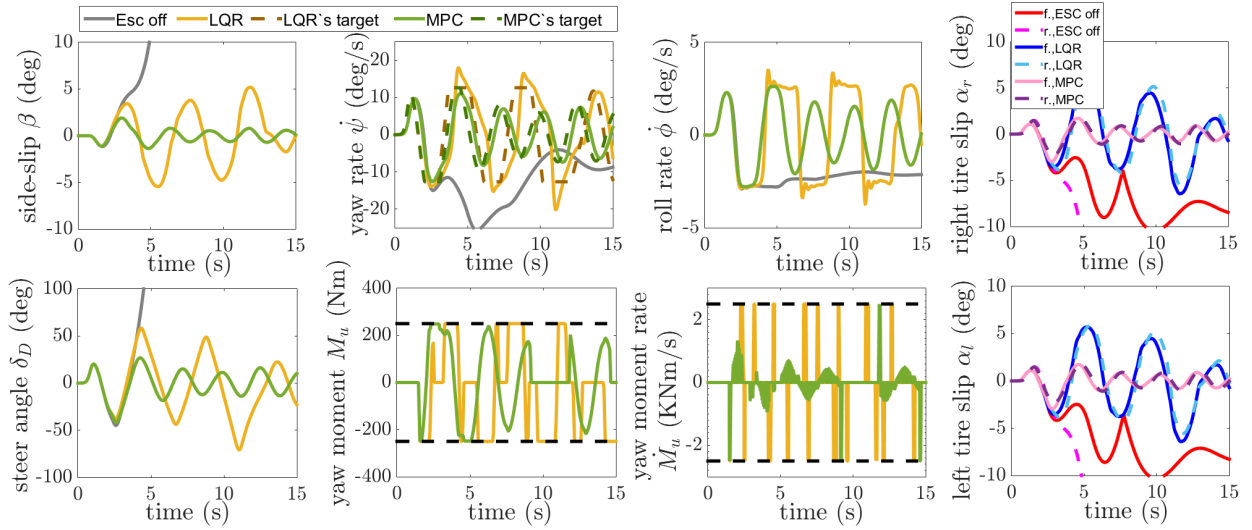 Esc off LQR LQR`s target MPC MPC`s target
f.,ESC off
r.,ESC off
f.,LQR
r.,LQR
f.,MPC
r.,MPC
side-slip β (deg)
10
5
0
-5
-10
0 5 10 15
time (s)
yaw rate ψ̇ (deg/s)
20
10
0
-10
-20
0 5 10 15
time (s)
roll rate ϕ̇ (deg/s)
5
0
-5
0 5 10 15
time (s)
right tire slip αᵣ (deg)
10
5
0
-5
-10
0 5 10 15
time (s)
steer angle δ_D (deg)
100
50
0
-50
-100
0 5 10 15
time (s)
yaw moment M_u (Nm)
400
200
0
-200
-400
0 5 10 15
time (s)
yaw moment rate
Ṁ_u (KNm/s)
2
0
-2
0 5 10 15
time (s)
left tire slip α_l (deg)
10
5
0
-5
-10
0 5 10 15
time (s)